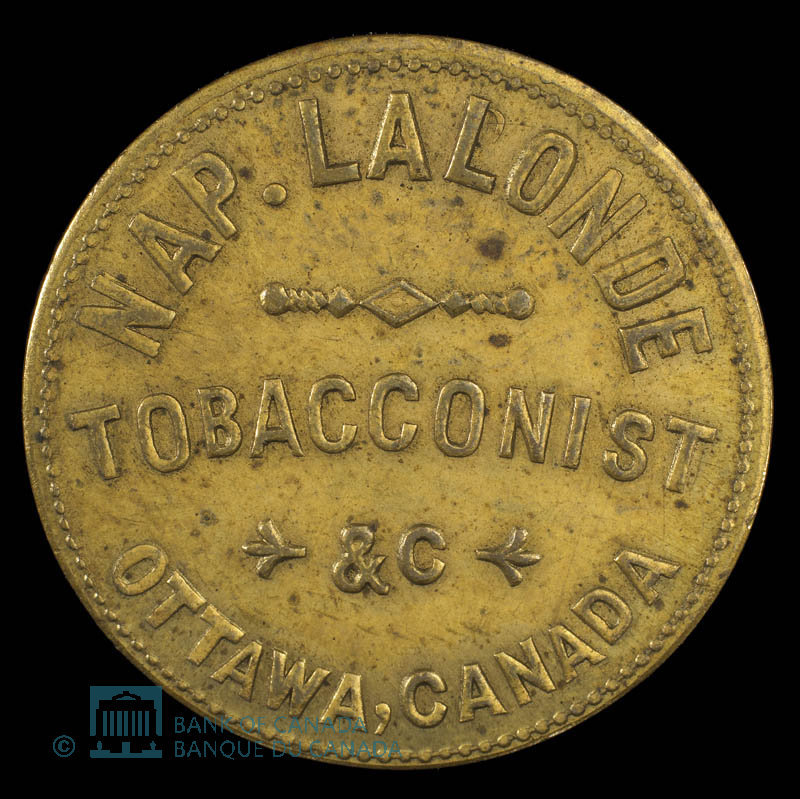 NAP. LALONDE
TOBACCONIST
&C
OTTAWA, CANADA
© BANK OF CANADA
BANQUE DU CANADA